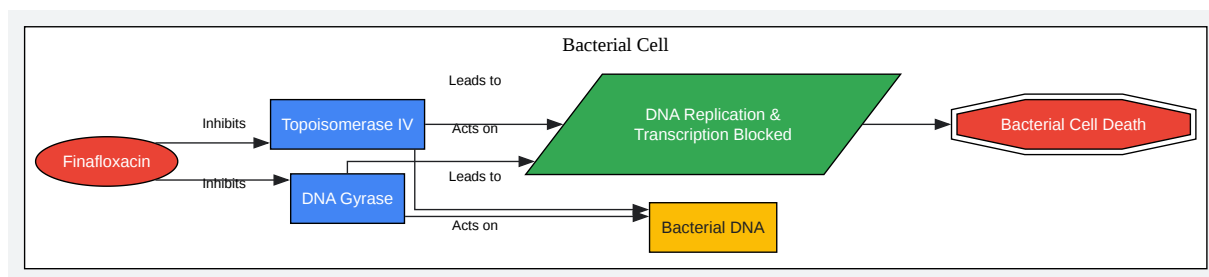 Bacterial Cell
Leads to
Inhibits
Topoisomerase IV
Acts on
DNA Replication &
Transcription Blocked
Bacterial Cell Death
Finafloxacin
Inhibits
DNA Gyrase
Leads to
Acts on
Bacterial DNA